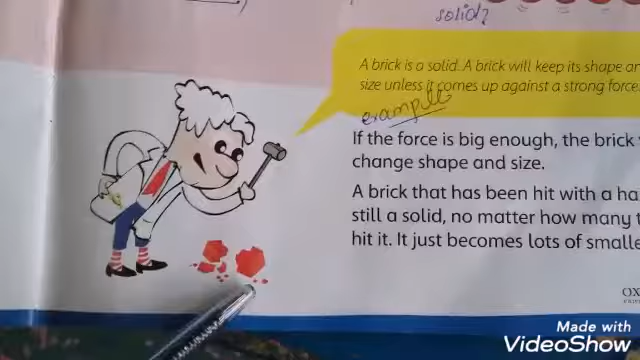 solid?
A brick is a solid. A brick will keep its shape an
size unless it comes up against a strong force.
example
If the force is big enough, the brick
change shape and size.
A brick that has been hit with a ha
still a solid, no matter how many t
hit it. It just becomes lots of smalle
OX
Made with
VideoShow